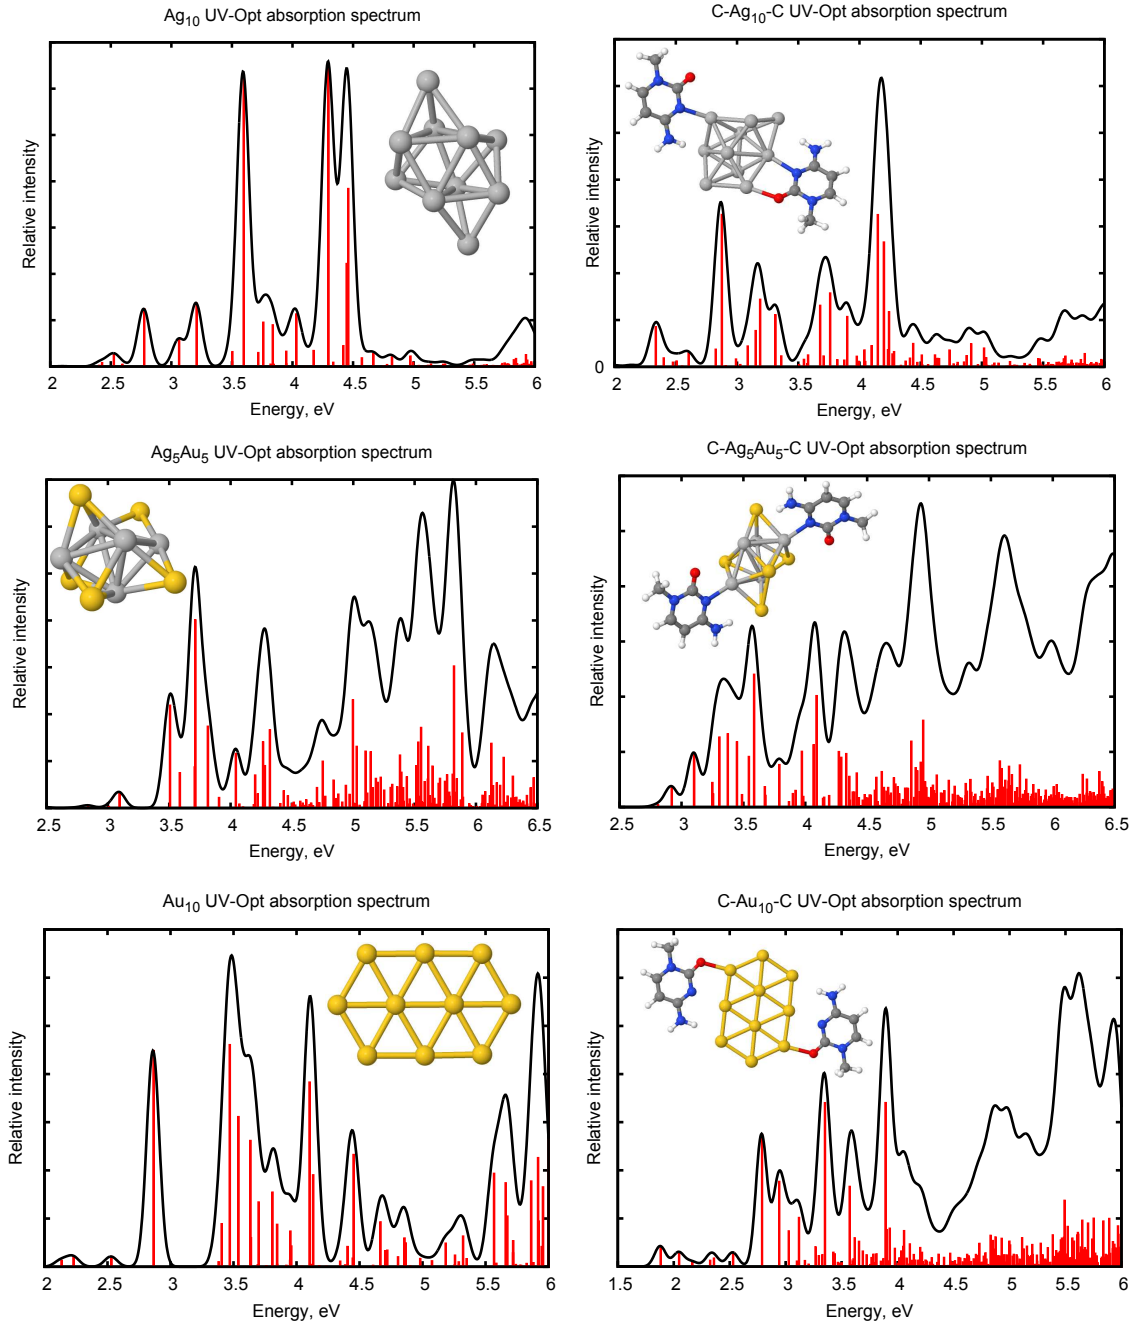 Ag10 UV-Opt absorption spectrum
Relative intensity
2 2.5 3 3.5 4 4.5 5 5.5 6
Energy, eV
C-Ag10-C UV-Opt absorption spectrum
Relative intensity
0
2 2.5 3 3.5 4 4.5 5 5.5 6
Energy, eV
Ag5Au5 UV-Opt absorption spectrum
Relative intensity
2.5 3 3.5 4 4.5 5 5.5 6 6.5
Energy, eV
C-Ag5Au5-C UV-Opt absorption spectrum
Relative intensity
2.5 3 3.5 4 4.5 5 5.5 6 6.5
Energy, eV
Au10 UV-Opt absorption spectrum
Relative intensity
2 2.5 3 3.5 4 4.5 5 5.5 6
Energy, eV
C-Au10-C UV-Opt absorption spectrum
Relative intensity
1.5 2 2.5 3 3.5 4 4.5 5 5.5 6
Energy, eV